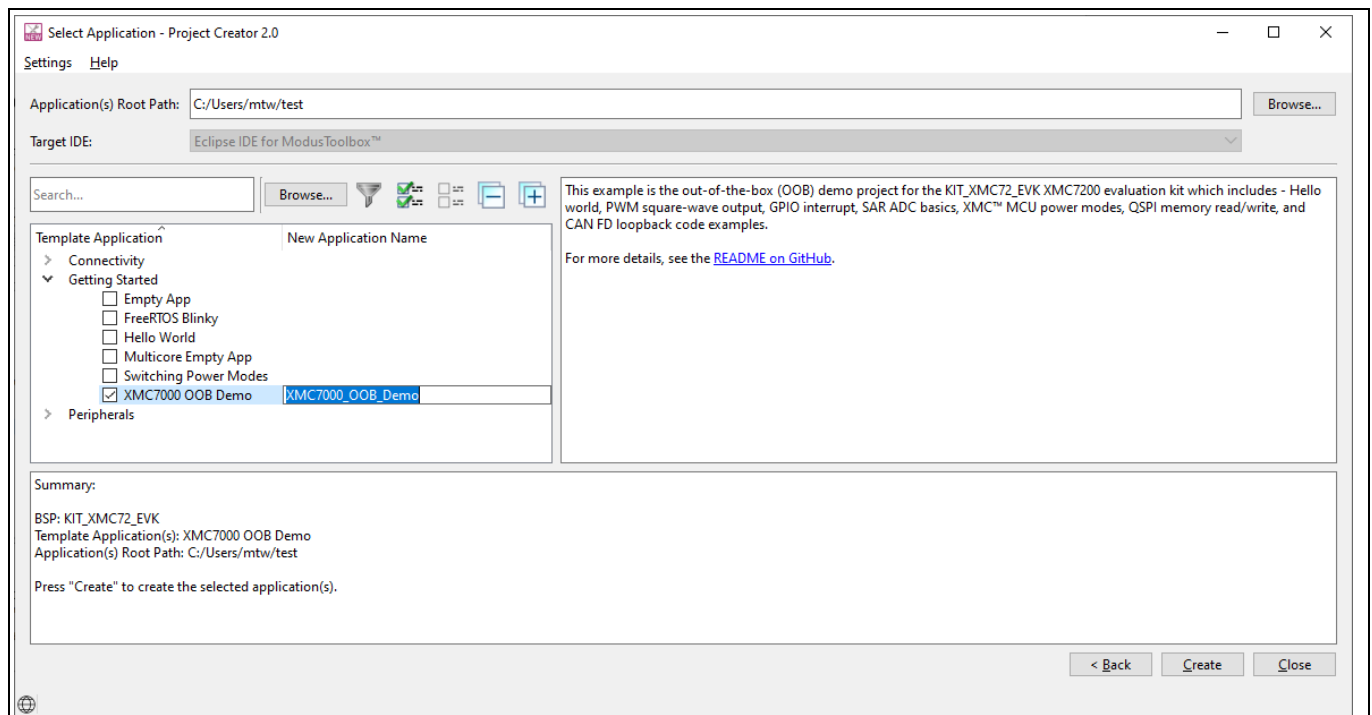 NEW
Select Application - Project Creator 2.0
Settings Help
Application(s) Root Path: C:/Users/mtw/test Browse...
Target IDE: Eclipse IDE for ModusToolbox™
Search... Browse...
Template Application New Application Name
Connectivity
Getting Started
Empty App
FreeRTOS Blinky
Hello World
Multicore Empty App
Switching Power Modes
XMC7000 OOB Demo XMC7000_OOB_Demo
Peripherals
This example is the out-of-the-box (OOB) demo project for the KIT_XMC72_EVK XMC7200 evaluation kit which includes - Hello
world, PWM square-wave output, GPIO interrupt, SAR ADC basics, XMC™ MCU power modes, QSPI memory read/write, and
CAN FD loopback code examples.
For more details, see the README on GitHub.
Summary:
BSP: KIT_XMC72_EVK
Template Application(s): XMC7000 OOB Demo
Application(s) Root Path: C:/Users/mtw/test
Press "Create" to create the selected application(s).
< Back Create Close